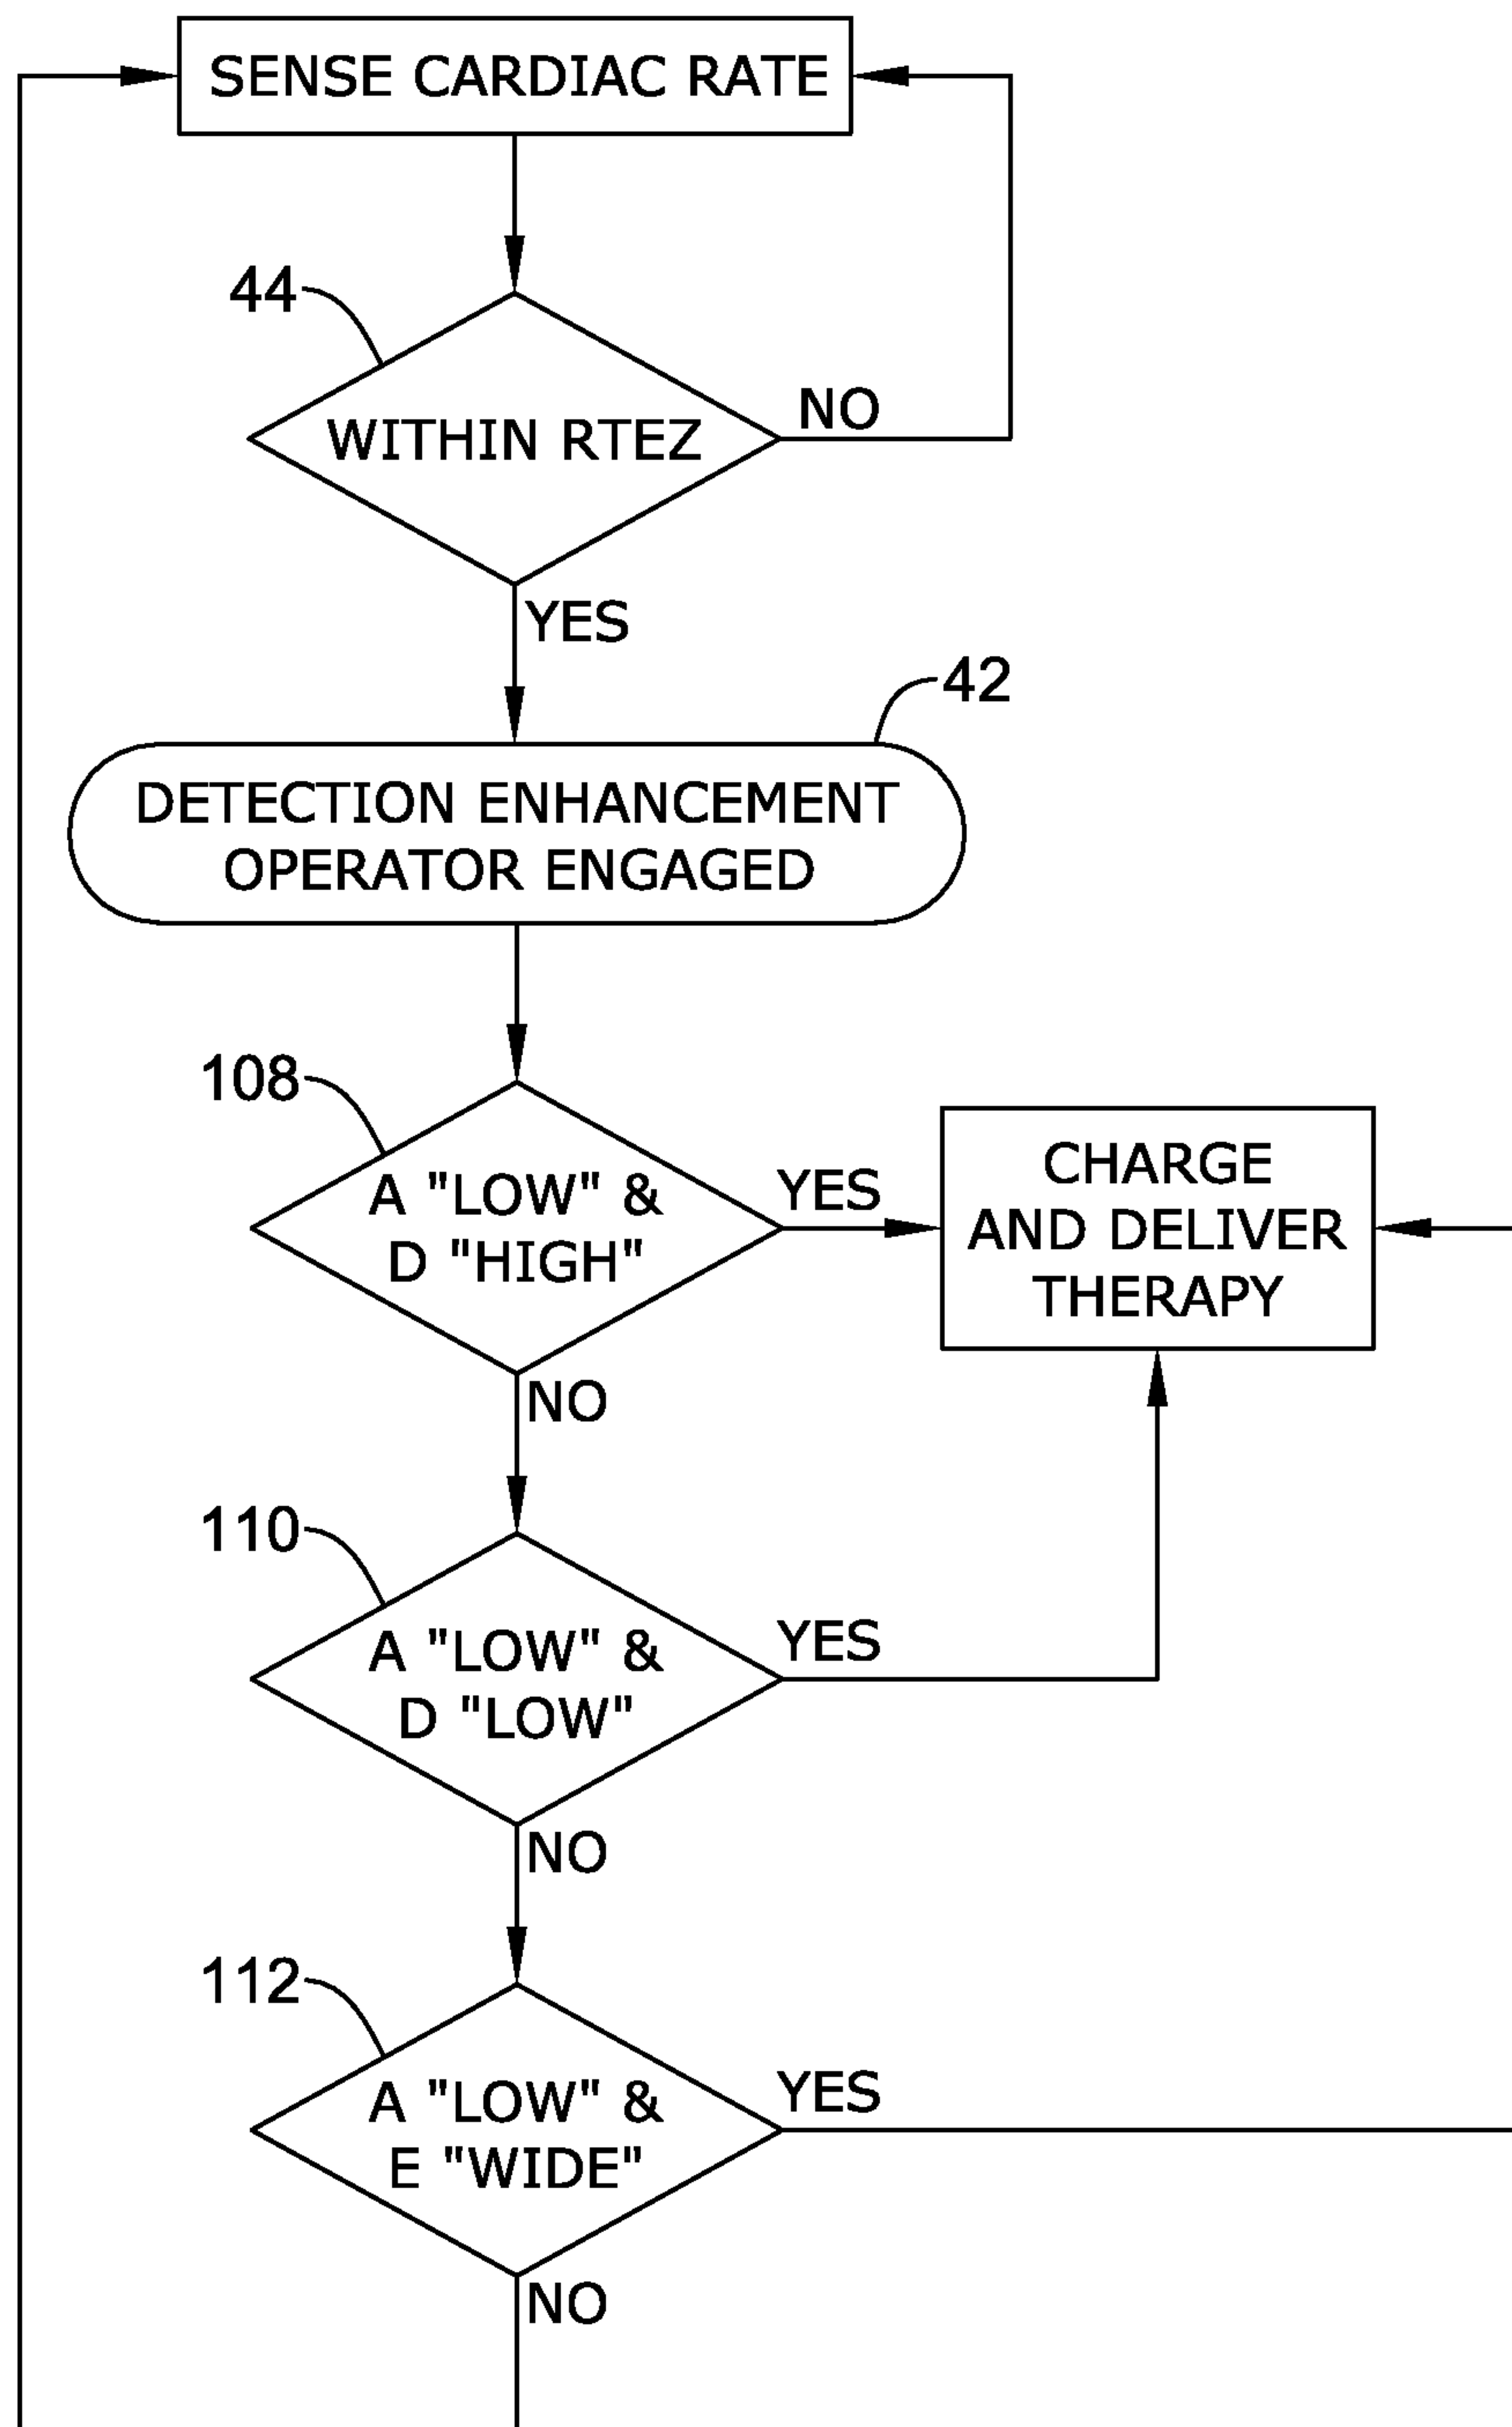 SENSE CARDIAC RATE
44
WITHIN RTEZ
NO
YES
42
DETECTION ENHANCEMENT
OPERATOR ENGAGED
108
A "LOW" &
D "HIGH"
YES
CHARGE
AND DELIVER
THERAPY
NO
110
A "LOW" &
D "LOW"
YES
NO
112
A "LOW" &
E "WIDE"
YES
NO